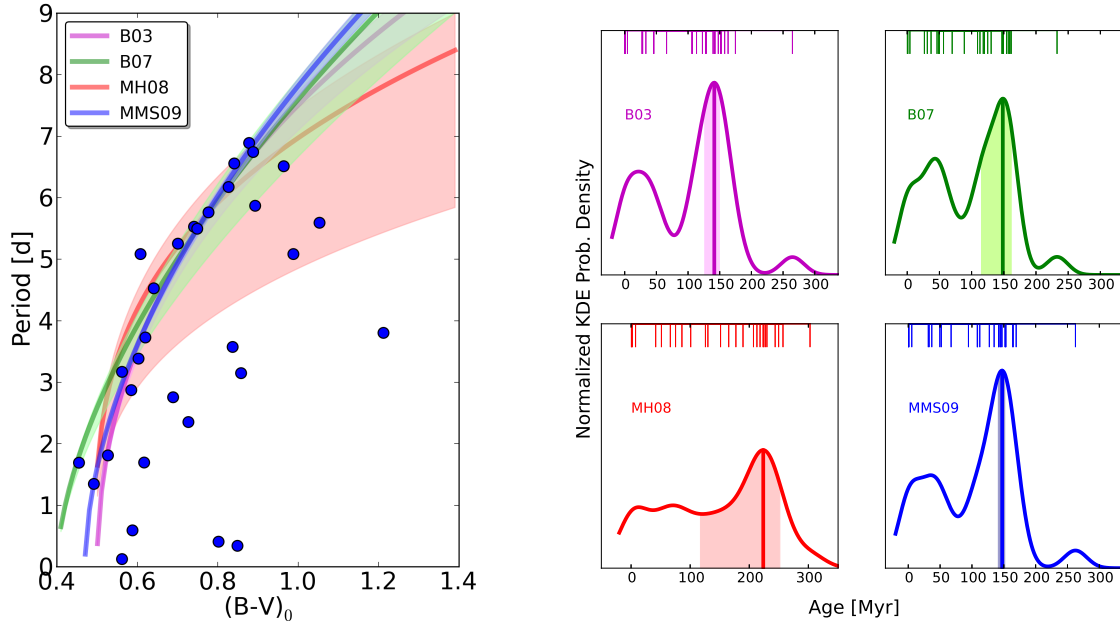 9
8
7
6
5
4
3
2
1
0
0.4 0.6 0.8 1.0 1.2 1.4
Period [d]
(B-V)0
B03
B07
MH08
MMS09
Normalized KDE Prob. Density
B03
0 50 100 150 200 250 300
B07
0 50 100 150 200 250 300
MH08
0 100 200 300
MMS09
0 50 100 150 200 250 300
Age [Myr]